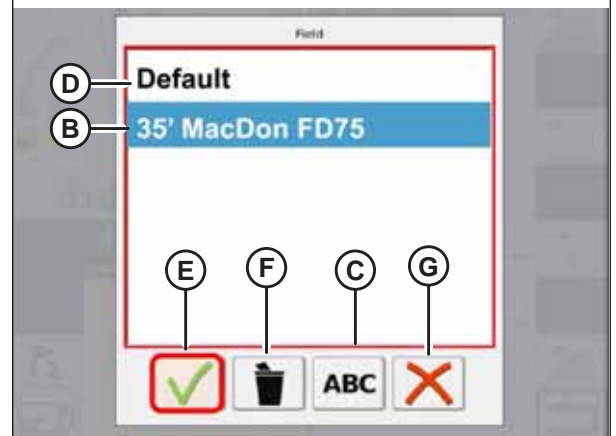 Field
D Default
B 35' MacDon FD75
E F C G
ABC